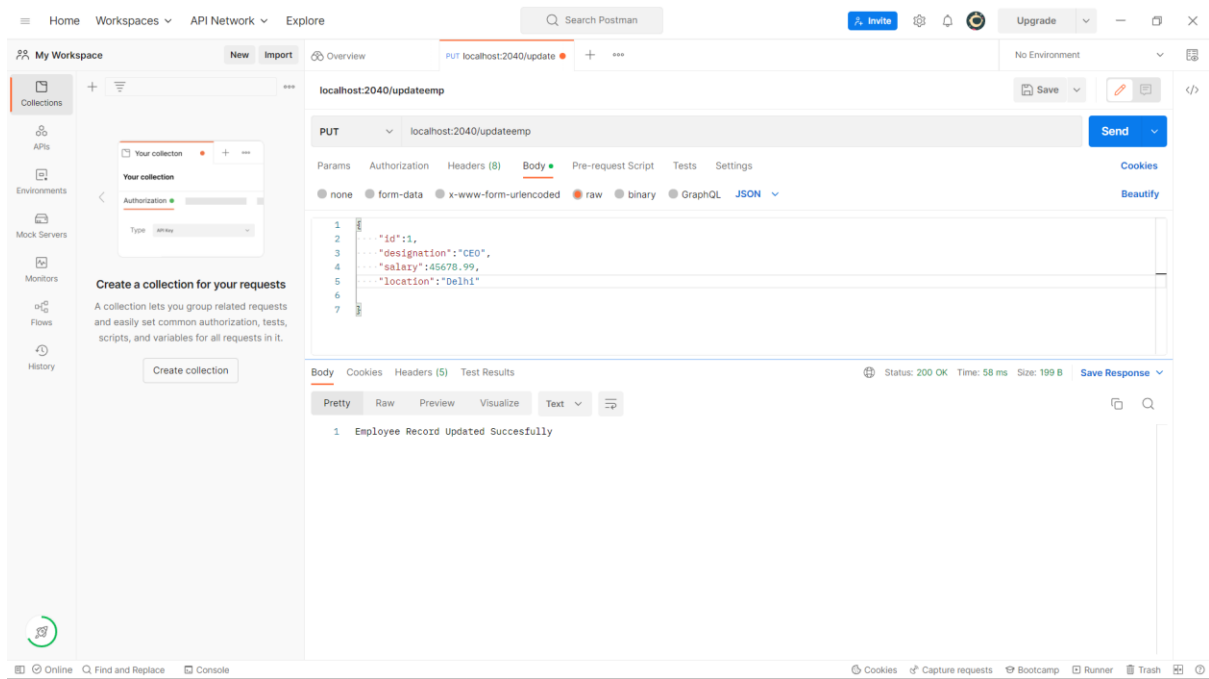 Home Workspaces API Network Explore Search Postman Invite Upgrade
My Workspace New Import Overview PUT localhost:2040/update No Environment
Collections
APIs
Environments
Mock Servers
Monitors
Flows
History
Your collecton
Your collection
Authorization
Type API Key
Create a collection for your requests
A collection lets you group related requests
and easily set common authorization, tests,
scripts, and variables for all requests in it.
Create collection
localhost:2040/updateemp Save </>
PUT localhost:2040/updateemp Send
Params Authorization Headers (8) Body Pre-request Script Tests Settings Cookies
none form-data x-www-form-urlencoded raw binary GraphQL JSON Beautify
1 {
2 "id":1,
3 "designation":"CEO",
4 "salary":45678.99,
5 "location":"Delhi"
6
7 }
Body Cookies Headers (5) Test Results Status: 200 OK Time: 58 ms Size: 199 B Save Response
Pretty Raw Preview Visualize Text
1 Employee Record Updated Succesfully
Online Find and Replace Console Cookies Capture requests Bootcamp Runner Trash